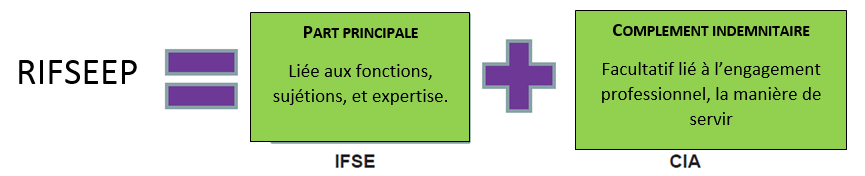 RIFSEEP
PART PRINCIPALE
Liée aux fonctions,
sujétions, et expertise.
IFSE
COMPLEMENT INDEMNITAIRE
Facultatif lié à l’engagement
professionnel, la manière de
servir
CIA